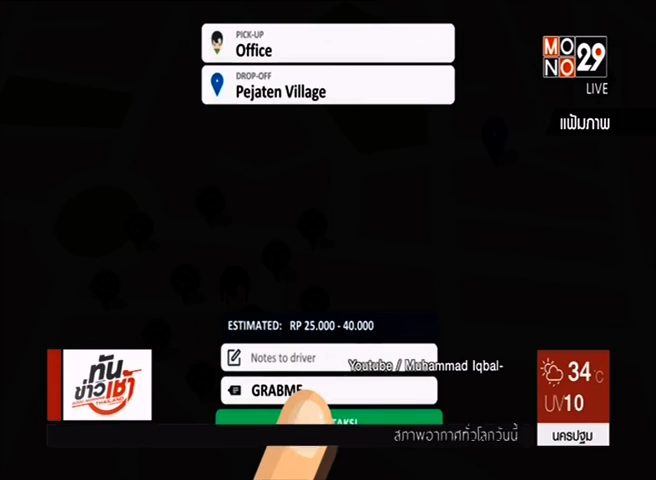 PICK-UP
Office
DROP-OFF
Pejaten Village
MONO 29
LIVE
แฟ้มภาพ
ESTIMATED: RP 25.000 - 40.000
Notes to driver
Youtube / Muhammad Iqbal-
GRABME
TAKSI
ทันข่าวเช้า
34°C
UV10
สภาพอากาศทั่วโลกวันนี้
นครปฐม